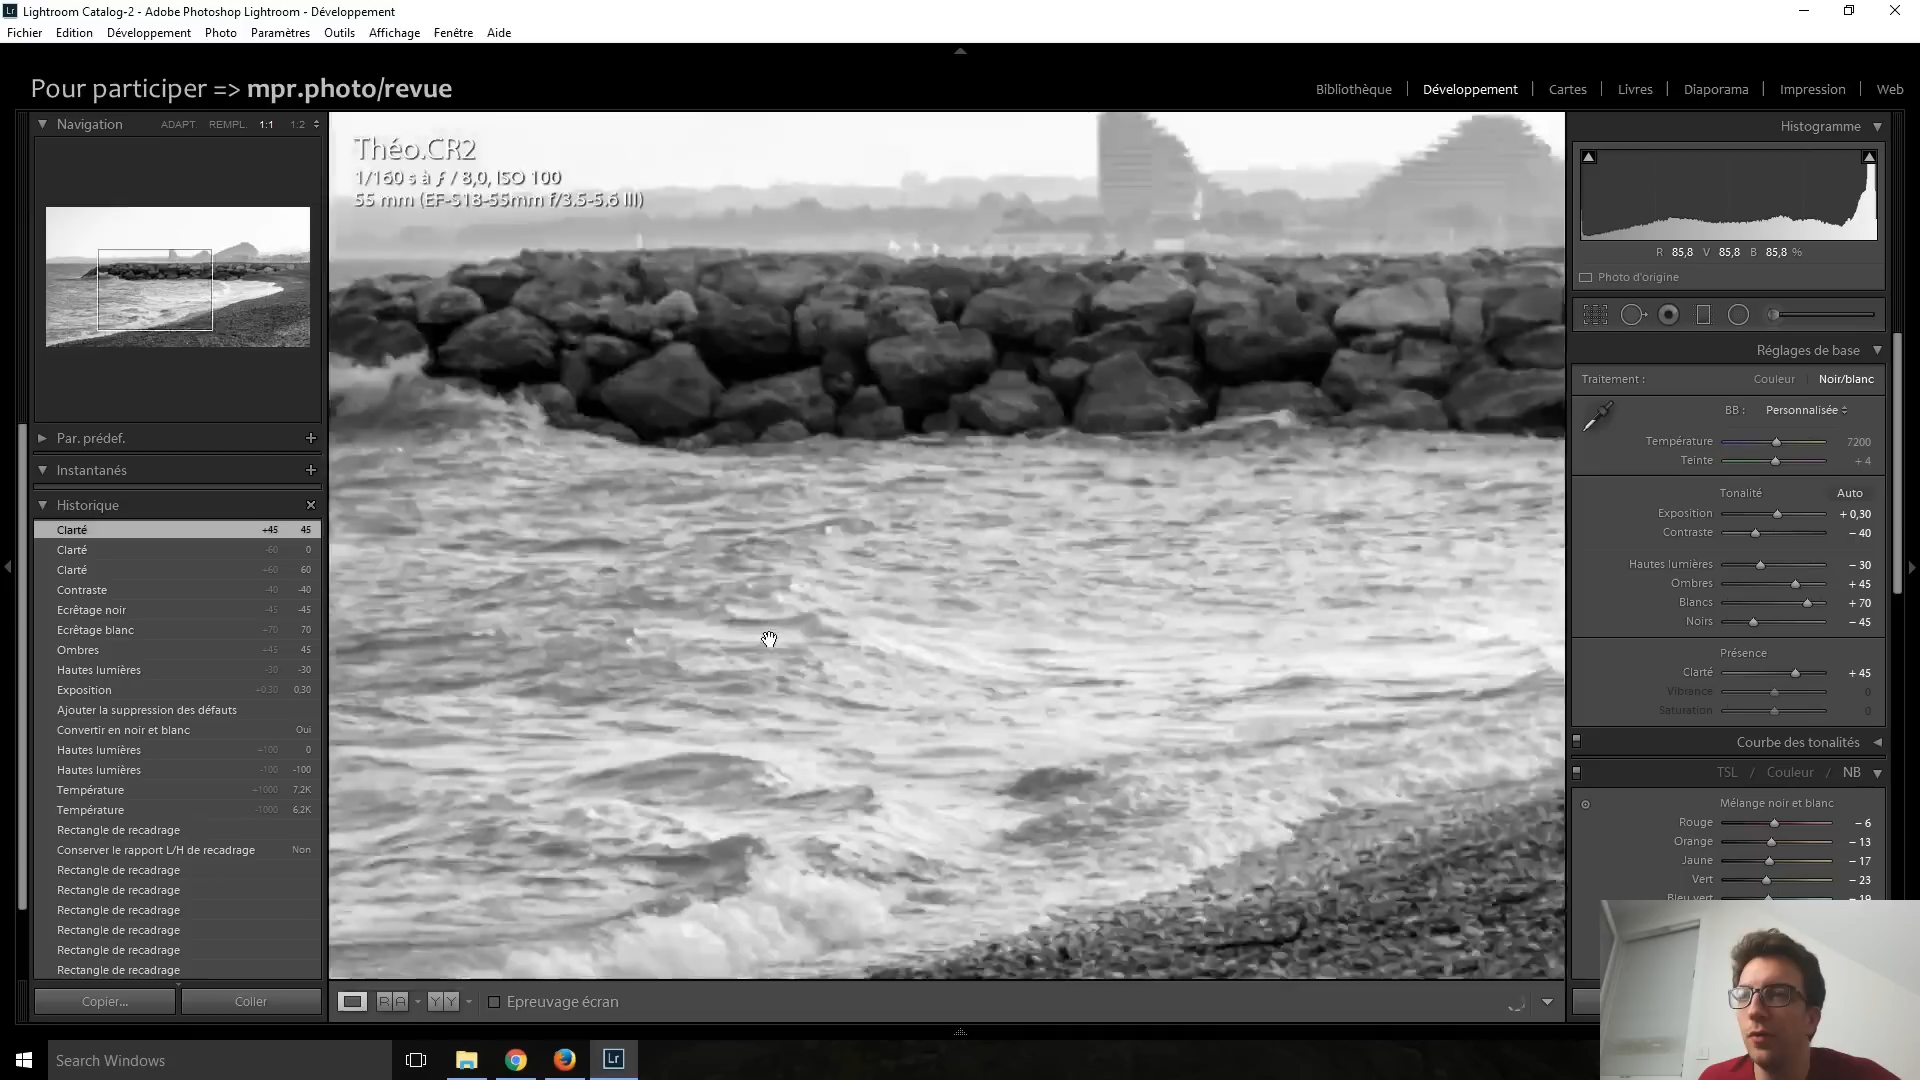 Lightroom Catalog-2 - Adobe Photoshop Lightroom - Développement
Fichier Edition Développement Photo Paramètres Outils Affichage Fenêtre Aide
Pour participer => mpr.photo/revue
Bibliothèque | Développement | Cartes | Livres | Diaporama | Impression | Web
Navigation ADAPT. REMPL. 1:1 1:2
Par. prédef.
Instantanés
Historique
Clarté +45 45
Clarté -60 0
Clarté +60 60
Contraste -40 -40
Ecrêtage noir -45 -45
Ecrêtage blanc +70 70
Ombres +45 45
Hautes lumières -30 -30
Exposition +0,30 0,30
Ajouter la suppression des défauts
Convertir en noir et blanc Oui
Hautes lumières +100 0
Hautes lumières -100 -100
Température +1000 7,2K
Température -1000 6,2K
Rectangle de recadrage
Conserver le rapport L/H de recadrage Non
Rectangle de recadrage
Rectangle de recadrage
Rectangle de recadrage
Rectangle de recadrage
Rectangle de recadrage
Rectangle de recadrage
Copier... Coller
Théo.CR2
1/160 s à ƒ / 8,0, ISO 100
55 mm (EF-S18-55mm f/3.5-5.6 III)
R A Y Y Epreuvage écran
Histogramme
R 85,8 V 85,8 B 85,8 %
Photo d'origine
Réglages de base
Traitement : Couleur | Noir/blanc
BB : Personnalisée
Température 7200
Teinte + 4
Tonalité Auto
Exposition + 0,30
Contraste – 40
Hautes lumières – 30
Ombres + 45
Blancs + 70
Noirs – 45
Présence
Clarté + 45
Vibrance 0
Saturation 0
Courbe des tonalités
TSL / Couleur / NB
Mélange noir et blanc
Rouge – 6
Orange – 13
Jaune – 17
Vert – 23
Bleu vert – 19
Search Windows
Lr